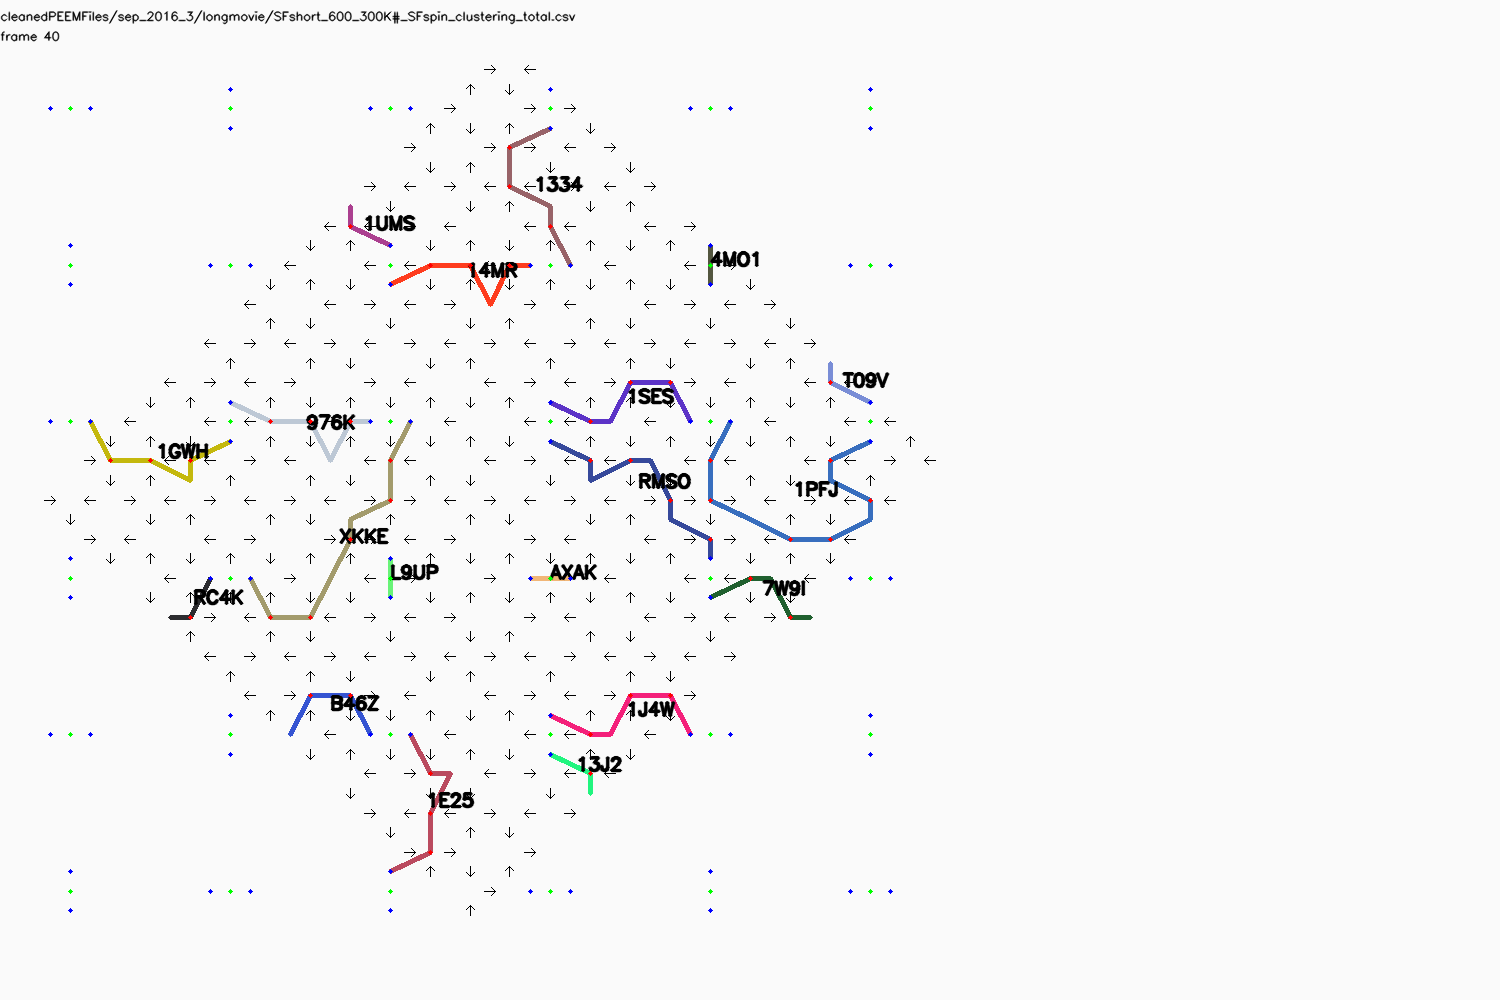 cleanedPEEMFiles/sep_2016_3/longmovie/SFshort_600_300K#_SFspin_clustering_total.csv
frame 40
1334
1UMS
4MO1
14MR
T09V
1SES
976K
1GWH
RMSO
1PFJ
XKKE
L9UP
AXAK
7W9I
RC4K
B46Z
1J4W
13J2
1E25